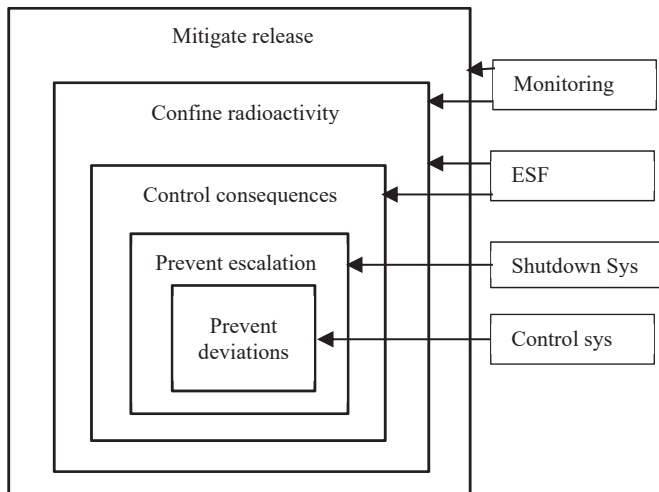 Mitigate release
Monitoring
Confine radioactivity
ESF
Control consequences
Prevent escalation
Shutdown Sys
Prevent
deviations
Control sys